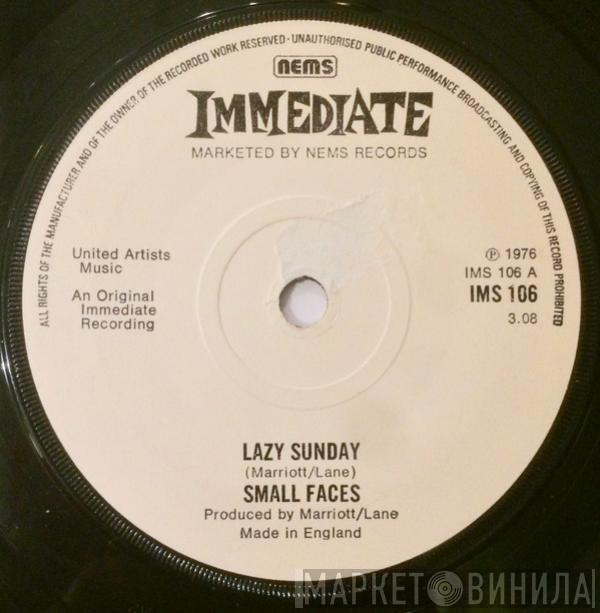 ALL RIGHTS OF THE MANUFACTURER AND OF THE OWNER OF THE RECORDED WORK RESERVED · UNAUTHORISED PUBLIC PERFORMANCE BROADCASTING AND COPYING OF THIS RECORD PROHIBITED
nems
IMMEDIATE
MARKETED BY NEMS RECORDS
United Artists
Music
An Original
Immediate
Recording
℗ 1976
IMS 106 A
IMS 106
3.08
LAZY SUNDAY
(Marriott/Lane)
SMALL FACES
Produced by Marriott/Lane
Made in England
МАРКЕТ ВИНИЛА